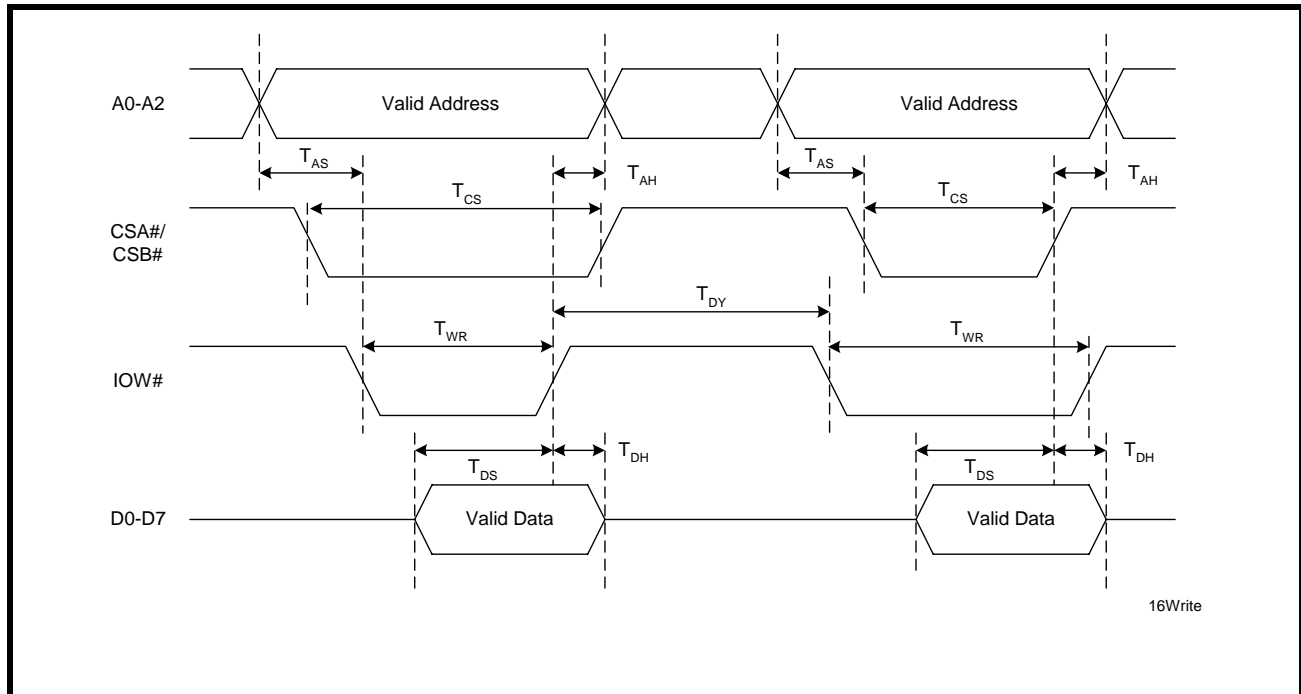 A0-A2
Valid Address
Valid Address
TAS
TAH
TAS
TAH
TCS
TCS
CSA#/
CSB#
TDY
TWR
TWR
IOW#
TDS
TDH
TDS
TDH
D0-D7
Valid Data
Valid Data
16Write